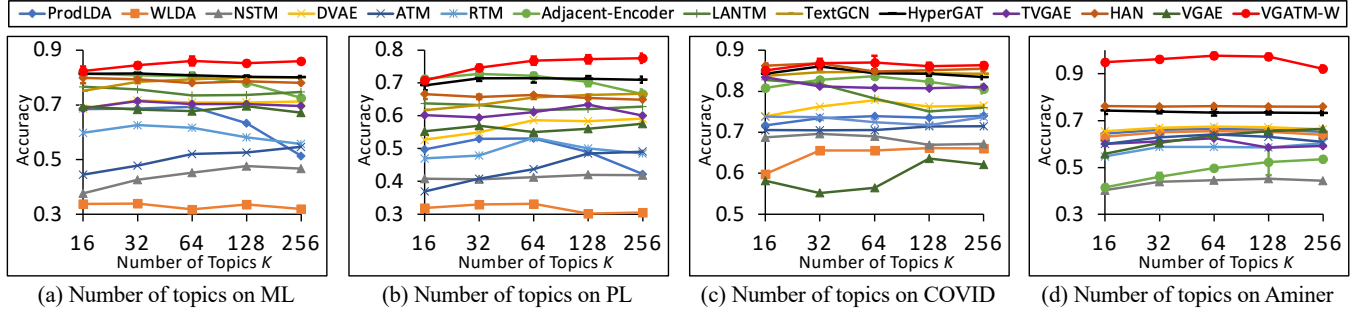 ProdLDA WLDA NSTM DVAE ATM RTM Adjacent-Encoder LANTM TextGCN HyperGAT TVGAE HAN VGAE VGATM-W
0.9
0.7
0.5
0.3
Accuracy
16 32 64 128 256
Number of Topics K
(a) Number of topics on ML
0.8
0.7
0.6
0.5
0.4
0.3
Accuracy
16 32 64 128 256
Number of Topics K
(b) Number of topics on PL
0.9
0.8
0.7
0.6
0.5
Accuracy
16 32 64 128 256
Number of Topics K
(c) Number of topics on COVID
0.9
0.7
0.5
0.3
Accuracy
16 32 64 128 256
Number of Topics K
(d) Number of topics on Aminer